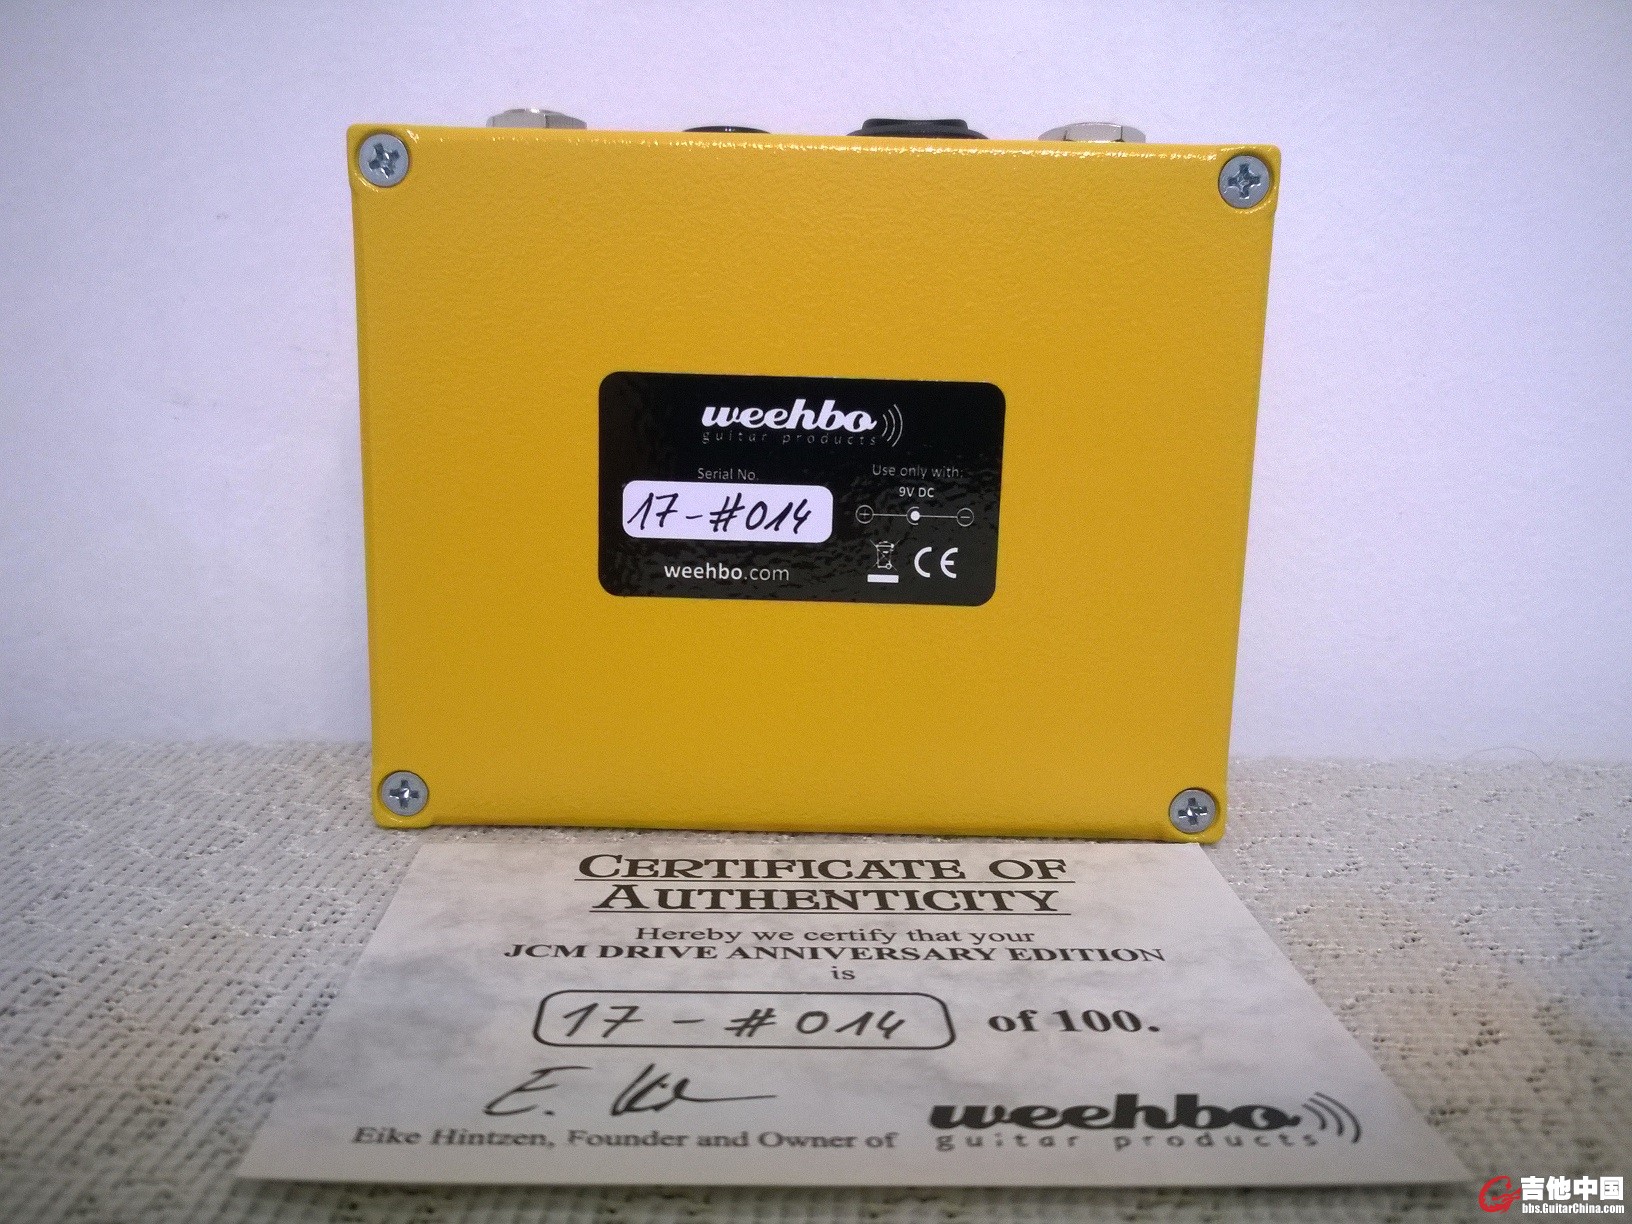 weehbo
guitar products
Serial No.
17-#014
weehbo.com
Use only with:
9V DC
CE
CERTIFICATE OF
AUTHENTICITY
Hereby we certify that your
JCM DRIVE ANNIVERSARY EDITION
is
17-#014 of 100.
Eike Hintzen, Founder and Owner of
weehbo
guitar products
吉他中国
bbs.GuitarChina.com